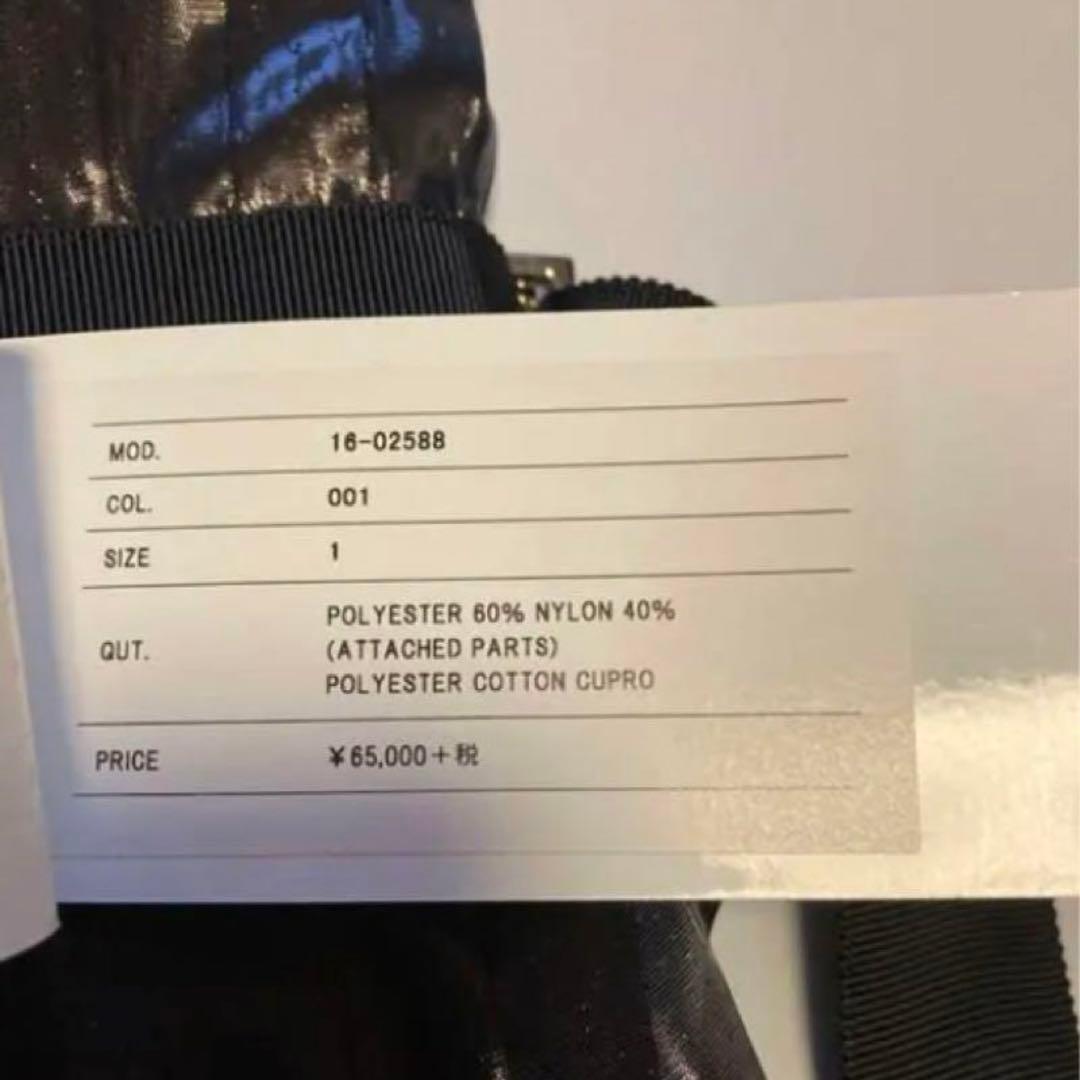 MOD. 16-02588
COL. 001
SIZE 1
QUT. POLYESTER 60% NYLON 40%
(ATTACHED PARTS)
POLYESTER COTTON CUPRO
PRICE ¥65,000+税